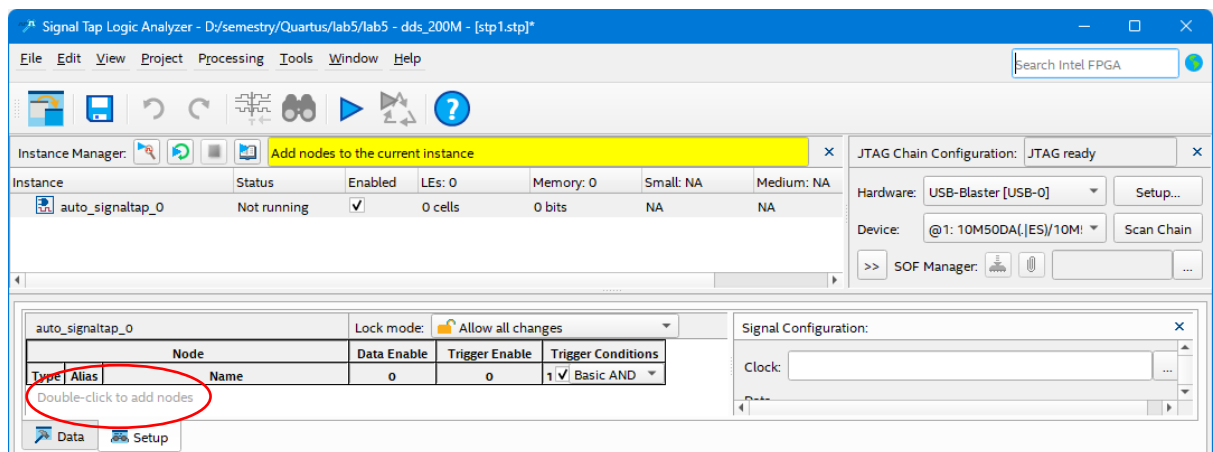 Signal Tap Logic Analyzer - D:/semestry/Quartus/lab5/lab5 - dds_200M - [stp1.stp]*
File Edit View Project Processing Tools Window Help
Search Intel FPGA
Instance Manager: Add nodes to the current instance
Instance Status Enabled LEs: 0 Memory: 0 Small: NA Medium: NA
auto_signaltap_0 Not running 0 cells 0 bits NA NA
JTAG Chain Configuration: JTAG ready
Hardware: USB-Blaster [USB-0] Setup...
Device: @1: 10M50DA(.|ES)/10M! Scan Chain
>> SOF Manager: ...
auto_signaltap_0 Lock mode: Allow all changes
Node Data Enable Trigger Enable Trigger Conditions
Type Alias Name 0 0 1 Basic AND
Double-click to add nodes
Data Setup
Signal Configuration:
Clock: ...